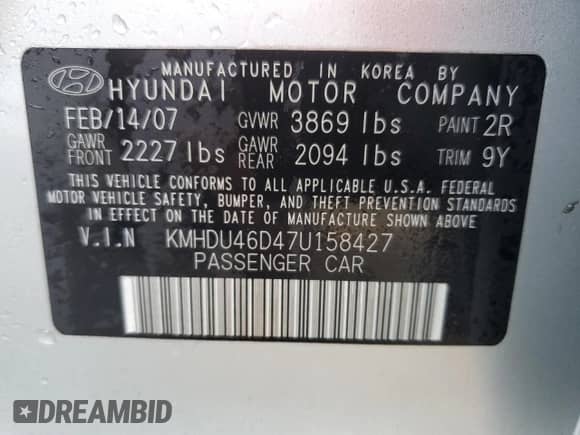 MANUFACTURED IN KOREA BY
HYUNDAI MOTOR COMPANY
FEB/14/07 GVWR 3869 lbs PAINT 2R
GAWR FRONT 2227 lbs GAWR REAR 2094 lbs TRIM 9Y
THIS VEHICLE CONFORMS TO ALL APPLICABLE U.S.A. FEDERAL
MOTOR VEHICLE SAFETY, BUMPER, AND THEFT PREVENTION STANDARDS
IN EFFECT ON THE DATE OF MANUFACTURE SHOWN ABOVE
V.I.N KMHDU46D47U158427
PASSENGER CAR
DREAMBID